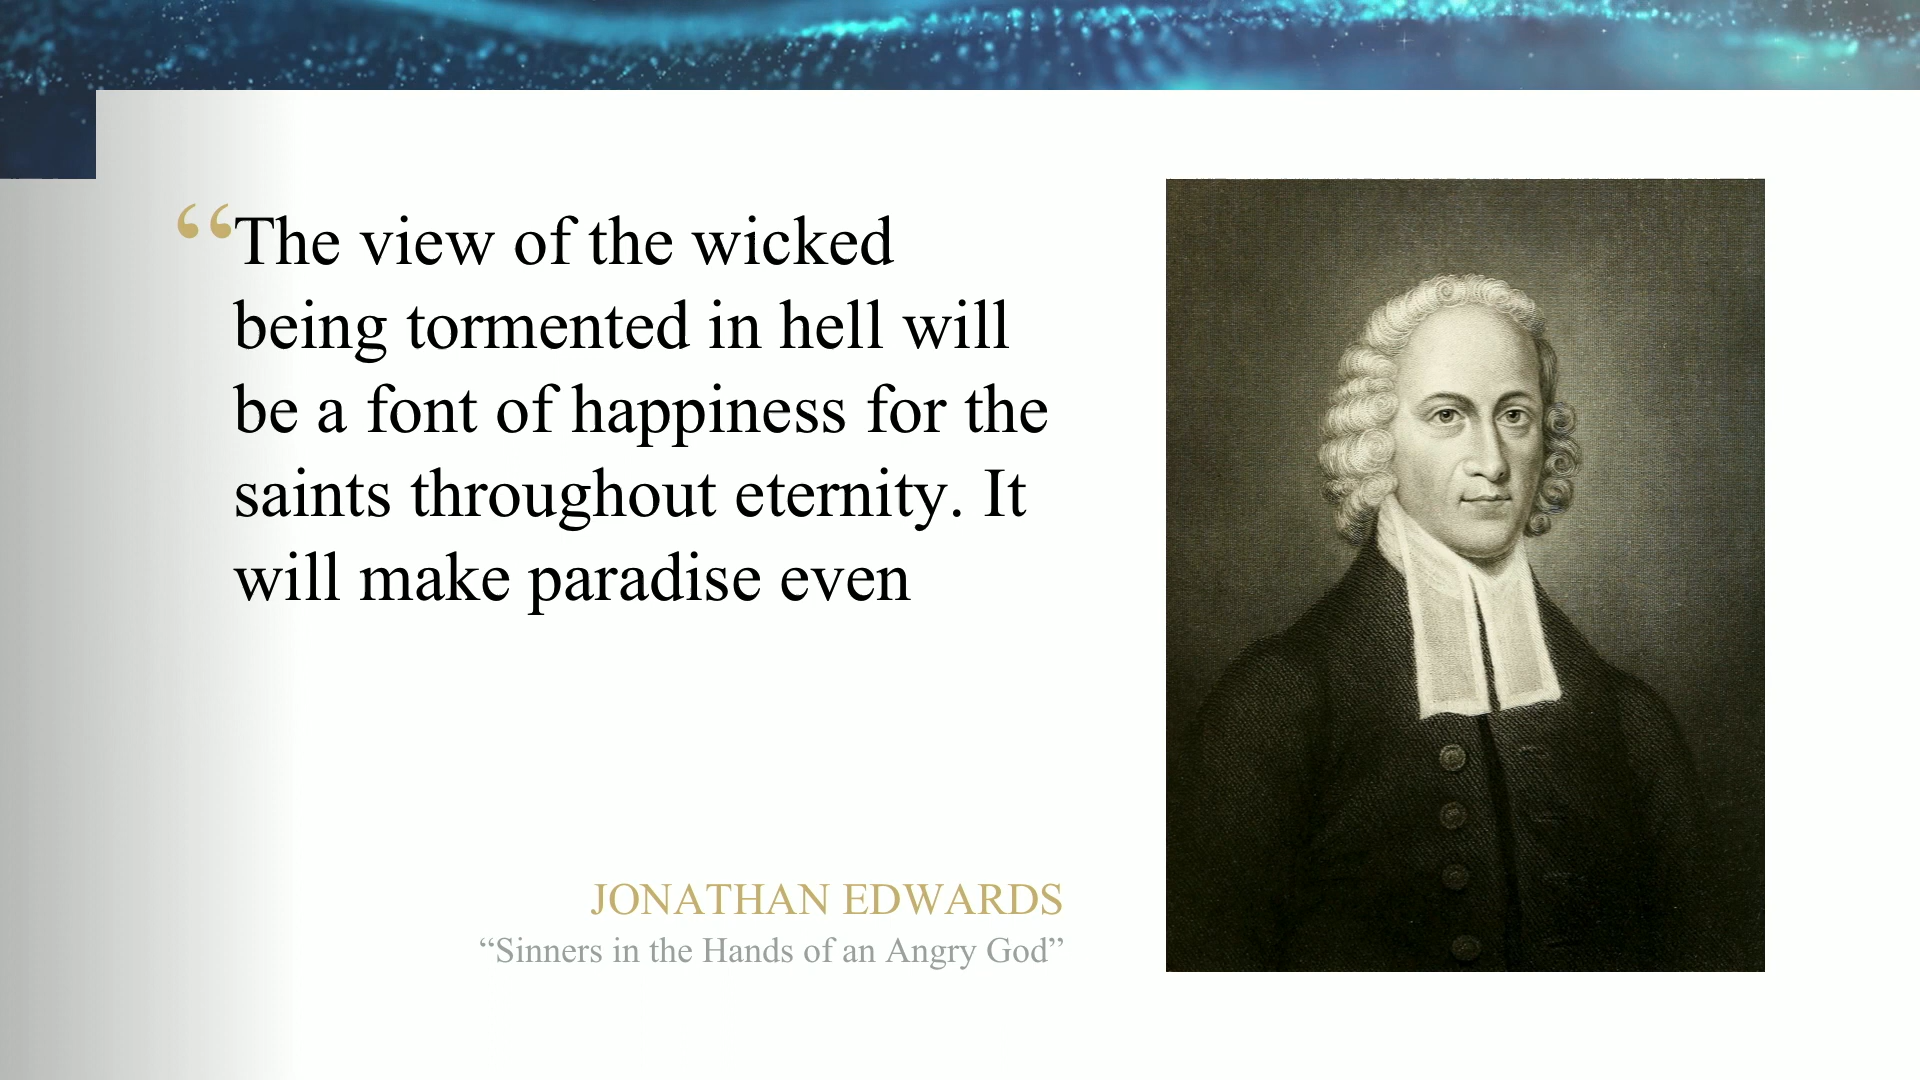 “The view of the wicked
being tormented in hell will
be a font of happiness for the
saints throughout eternity. It
will make paradise even
JONATHAN EDWARDS
“Sinners in the Hands of an Angry God”